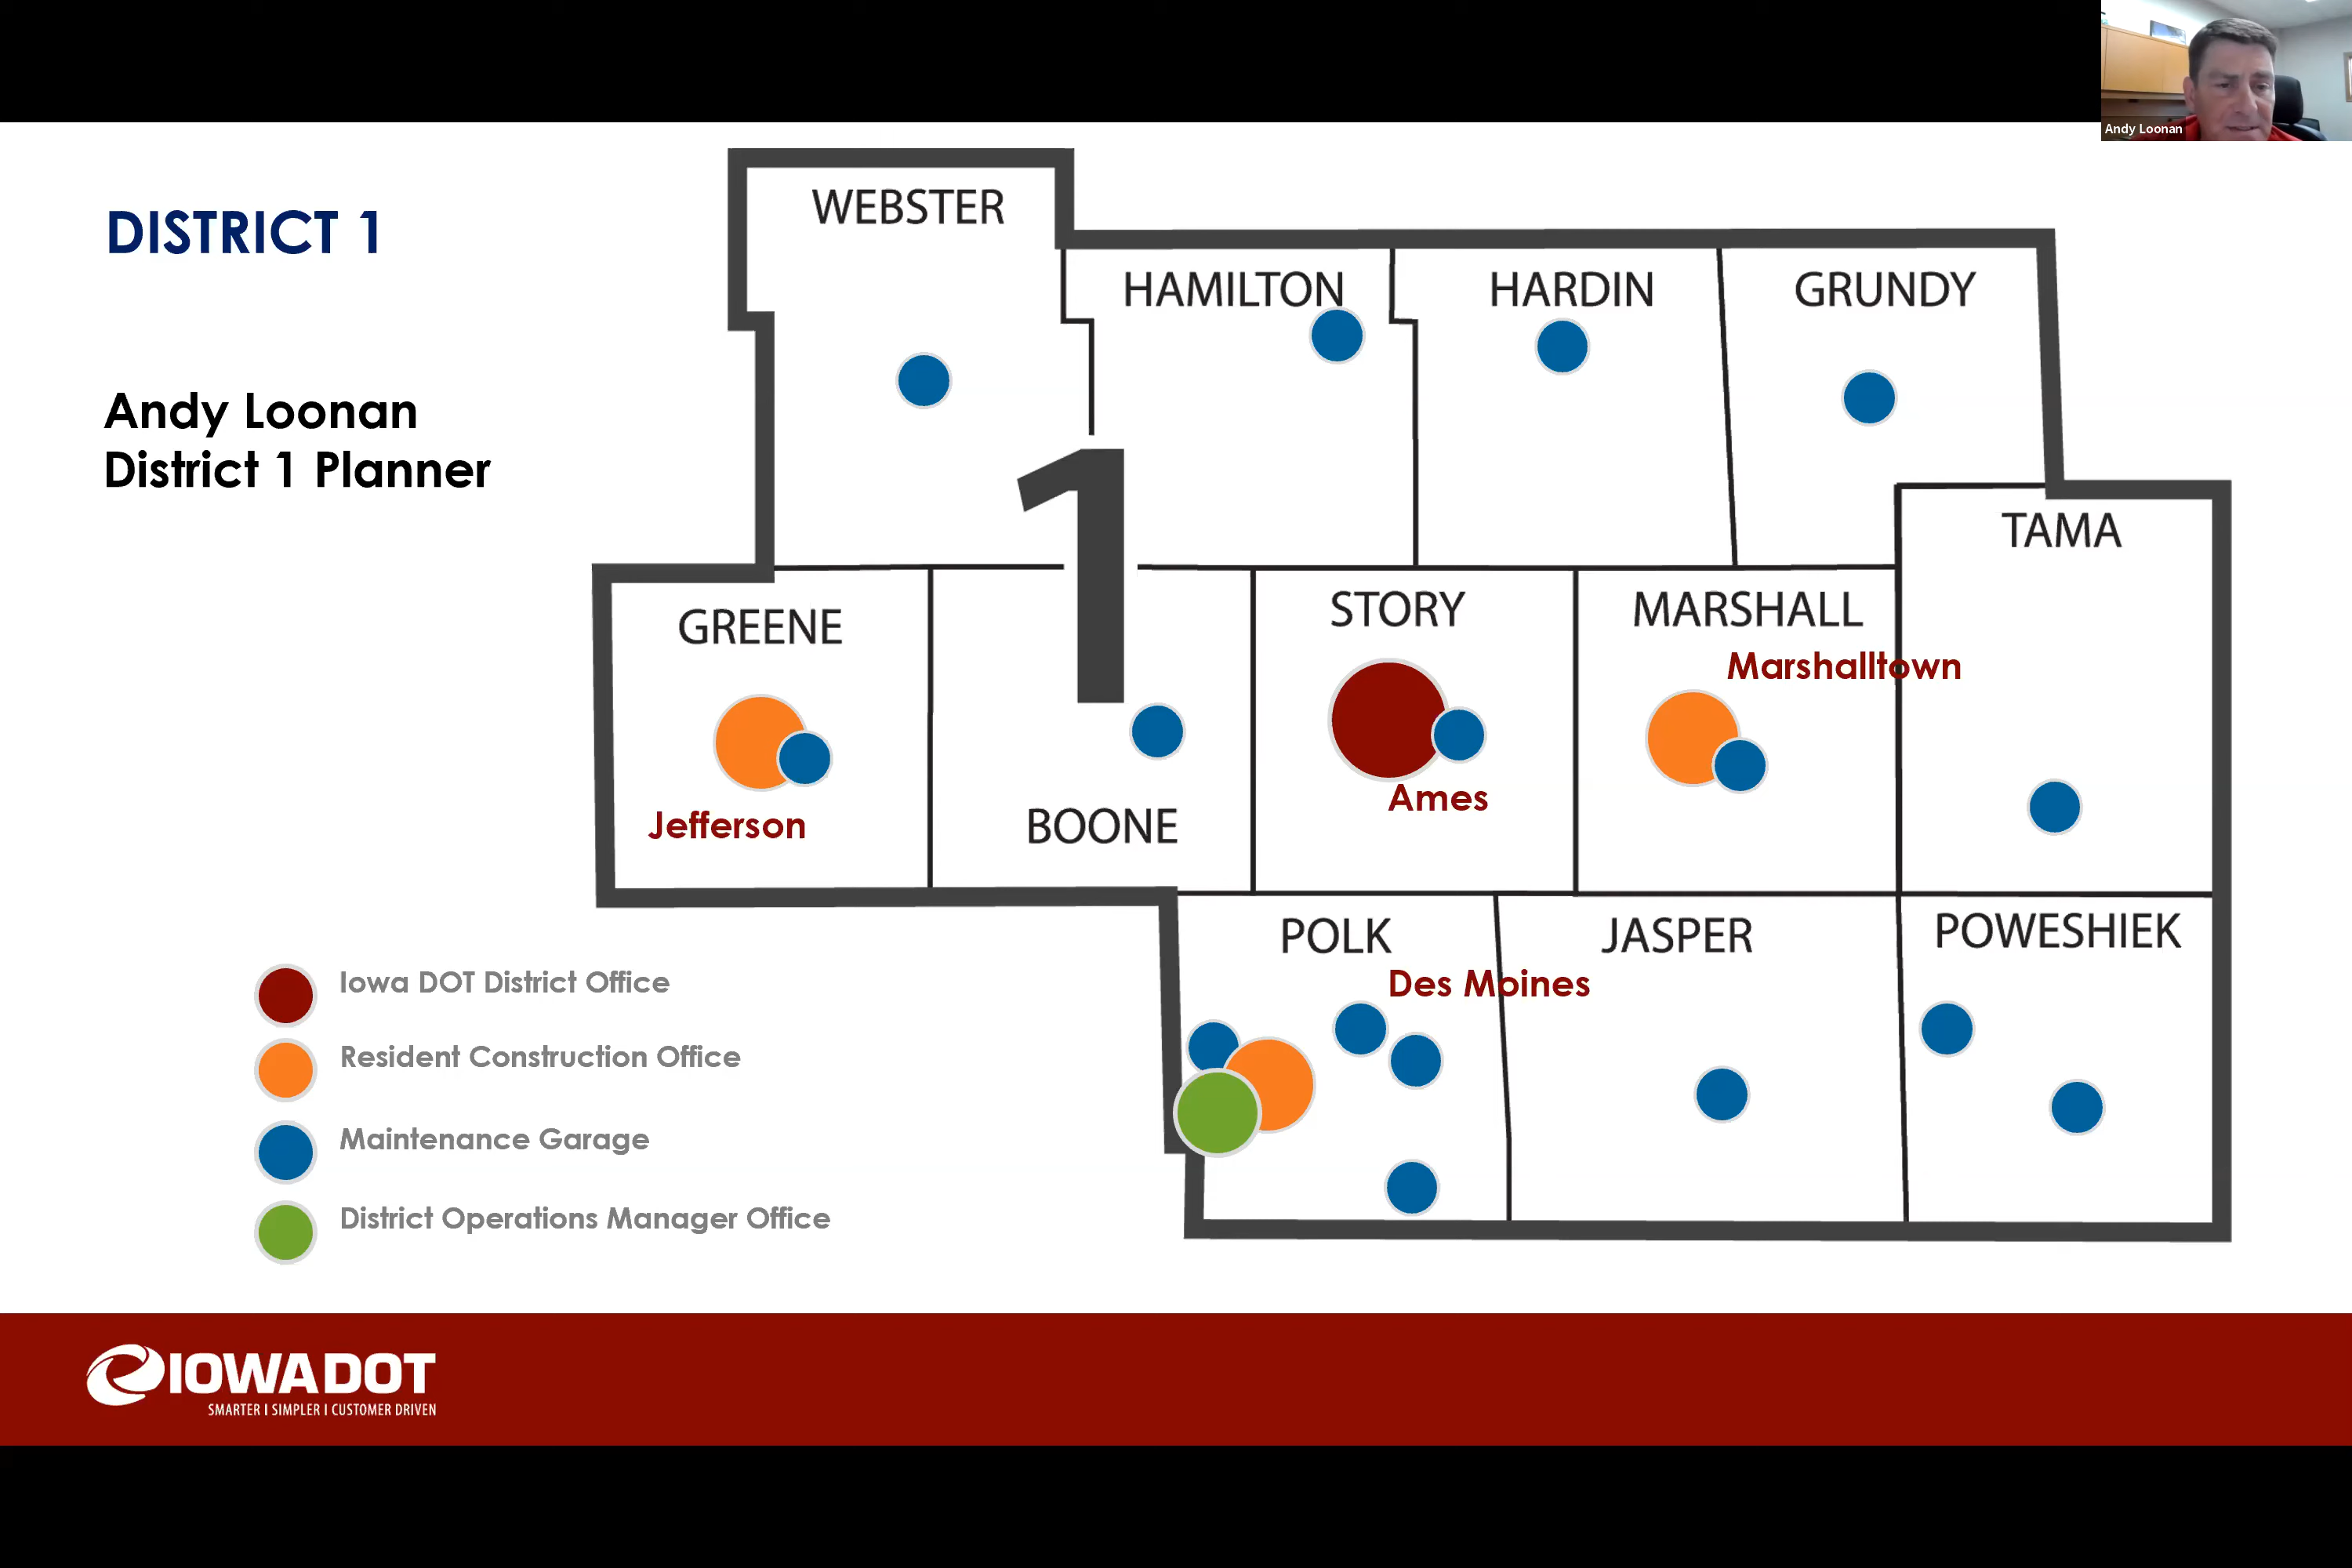 Andy Loonan
DISTRICT 1
Andy Loonan
District 1 Planner
WEBSTER
HAMILTON
HARDIN
GRUNDY
TAMA
1
GREENE
STORY
MARSHALL
Marshalltown
Jefferson
BOONE
Ames
POLK
JASPER
POWESHIEK
Des Moines
Iowa DOT District Office
Resident Construction Office
Maintenance Garage
District Operations Manager Office
IOWADOT
SMARTER | SIMPLER | CUSTOMER DRIVEN